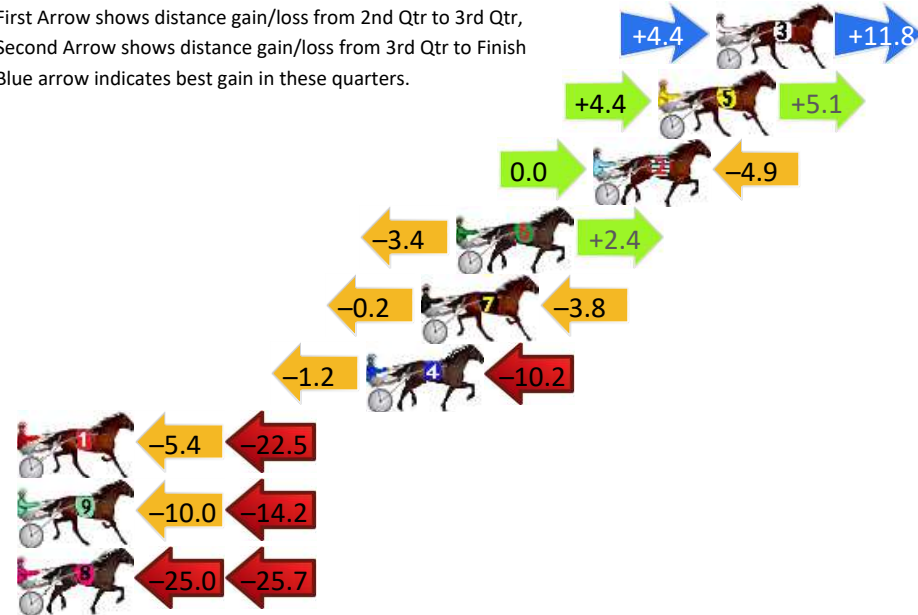 First Arrow shows distance gain/loss from 2nd Qtr to 3rd Qtr,
Second Arrow shows distance gain/loss from 3rd Qtr to Finish
Blue arrow indicates best gain in these quarters.
+4.4 3 +11.8
+4.4 5 +5.1
0.0 2 –4.9
–3.4 6 +2.4
–0.2 7 –3.8
–1.2 4 –10.2
1 –5.4 –22.5
9 –10.0 –14.2
8 –25.0 –25.7